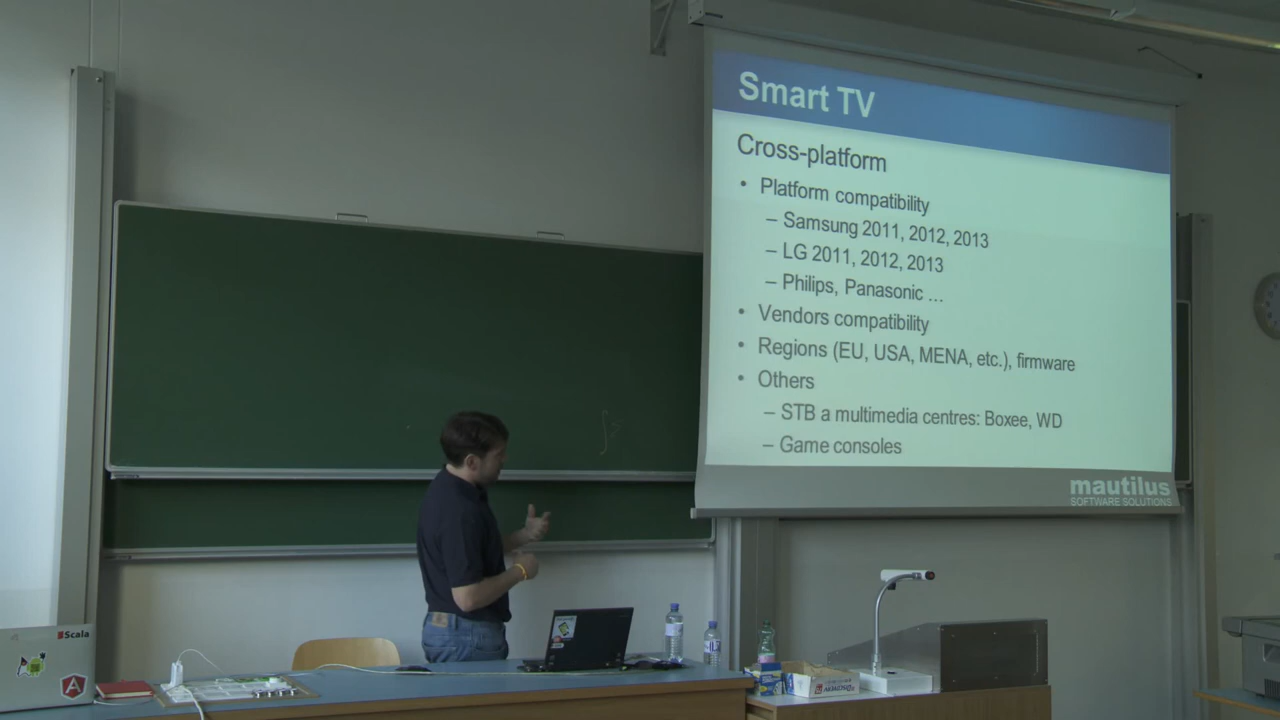 Smart TV
Cross-platform
• Platform compatibility
– Samsung 2011, 2012, 2013
– LG 2011, 2012, 2013
– Philips, Panasonic ...
• Vendors compatibility
• Regions (EU, USA, MENA, etc.), firmware
• Others
– STB a multimedia centres: Boxee, WD
– Game consoles
mautilus
SOFTWARE SOLUTIONS
Scala